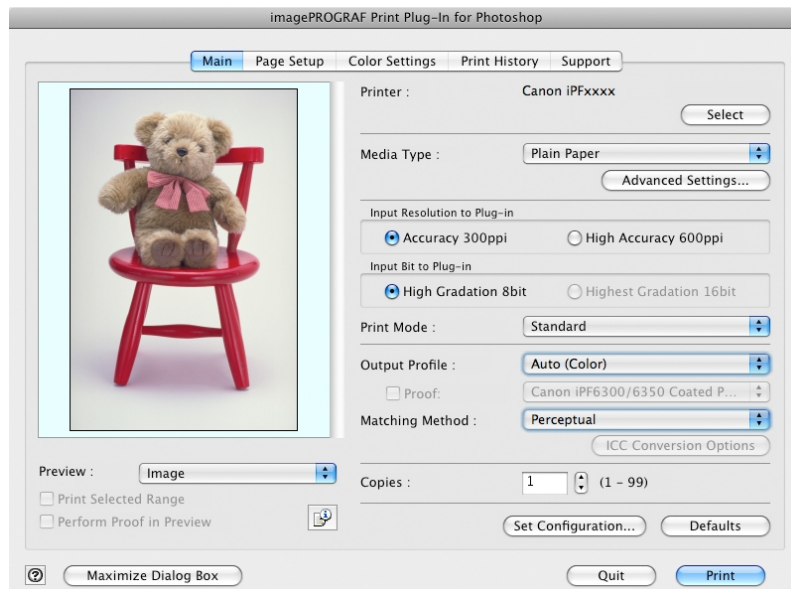 imagePROGRAF Print Plug-In for Photoshop
Main Page Setup Color Settings Print History Support
Printer : Canon iPFxxxx
Select
Media Type : Plain Paper
Advanced Settings...
Input Resolution to Plug-in
Accuracy 300ppi High Accuracy 600ppi
Input Bit to Plug-in
High Gradation 8bit Highest Gradation 16bit
Print Mode : Standard
Output Profile : Auto (Color)
Proof: Canon iPF6300/6350 Coated P...
Matching Method : Perceptual
ICC Conversion Options
Preview : Image
Print Selected Range
Perform Proof in Preview
Copies : 1 (1 - 99)
Set Configuration... Defaults
? Maximize Dialog Box Quit Print